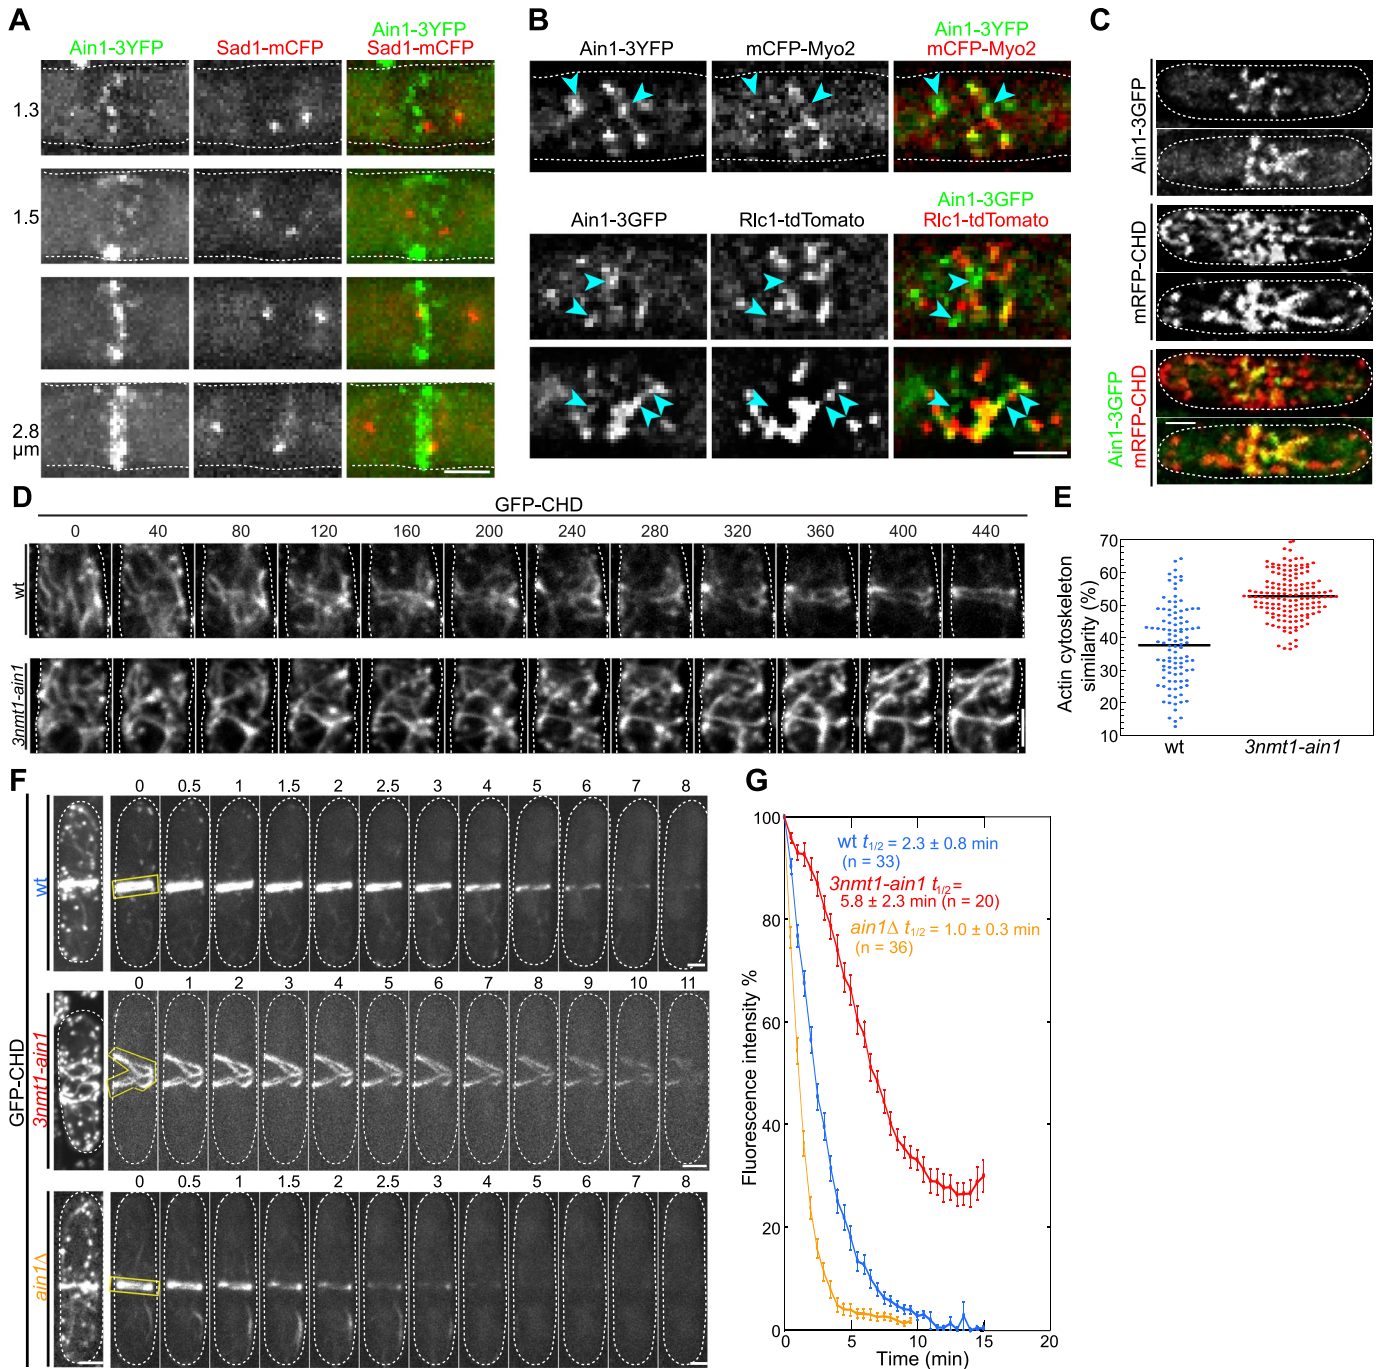 A
Ain1-3YFP
Sad1-mCFP
Ain1-3YFP
Sad1-mCFP
1.3
1.5
2.8
µm
B
Ain1-3YFP
mCFP-Myo2
Ain1-3YFP
mCFP-Myo2
Ain1-3GFP
Rlc1-tdTomato
Ain1-3GFP
Rlc1-tdTomato
C
Ain1-3GFP
mRFP-CHD
Ain1-3GFP
mRFP-CHD
D
GFP-CHD
0 40 80 120 160 200 240 280 320 360 400 440
wt
3nmt1-ain1
E
Actin cytoskeleton
similarity (%)
70
60
50
40
30
20
10
wt 3nmt1-ain1
F
GFP-CHD
wt
0 0.5 1 1.5 2 2.5 3 4 5 6 7 8
3nmt1-ain1
0 1 2 3 4 5 6 7 8 9 10 11
ain1Δ
0 0.5 1 1.5 2 2.5 3 4 5 6 7 8
G
Fluorescence intensity %
100
80
60
40
20
0
wt t1/2 = 2.3 ± 0.8 min
(n = 33)
3nmt1-ain1 t1/2=
5.8 ± 2.3 min (n = 20)
ain1Δ t1/2 = 1.0 ± 0.3 min
(n = 36)
0 5 10 15 20
Time (min)